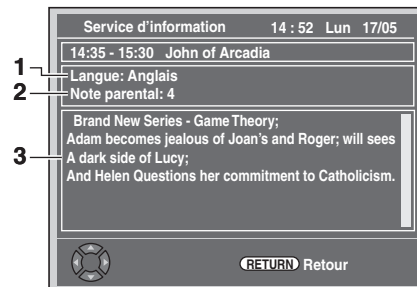 Service d'information 14 : 52 Lun 17/05
14:35 - 15:30 John of Arcadia
1
Langue: Anglais
2
Note parental: 4
Brand New Series - Game Theory;
Adam becomes jealous of Joan's and Roger; will sees
3
A dark side of Lucy;
And Helen Questions her commitment to Catholicism.
RETURN Retour